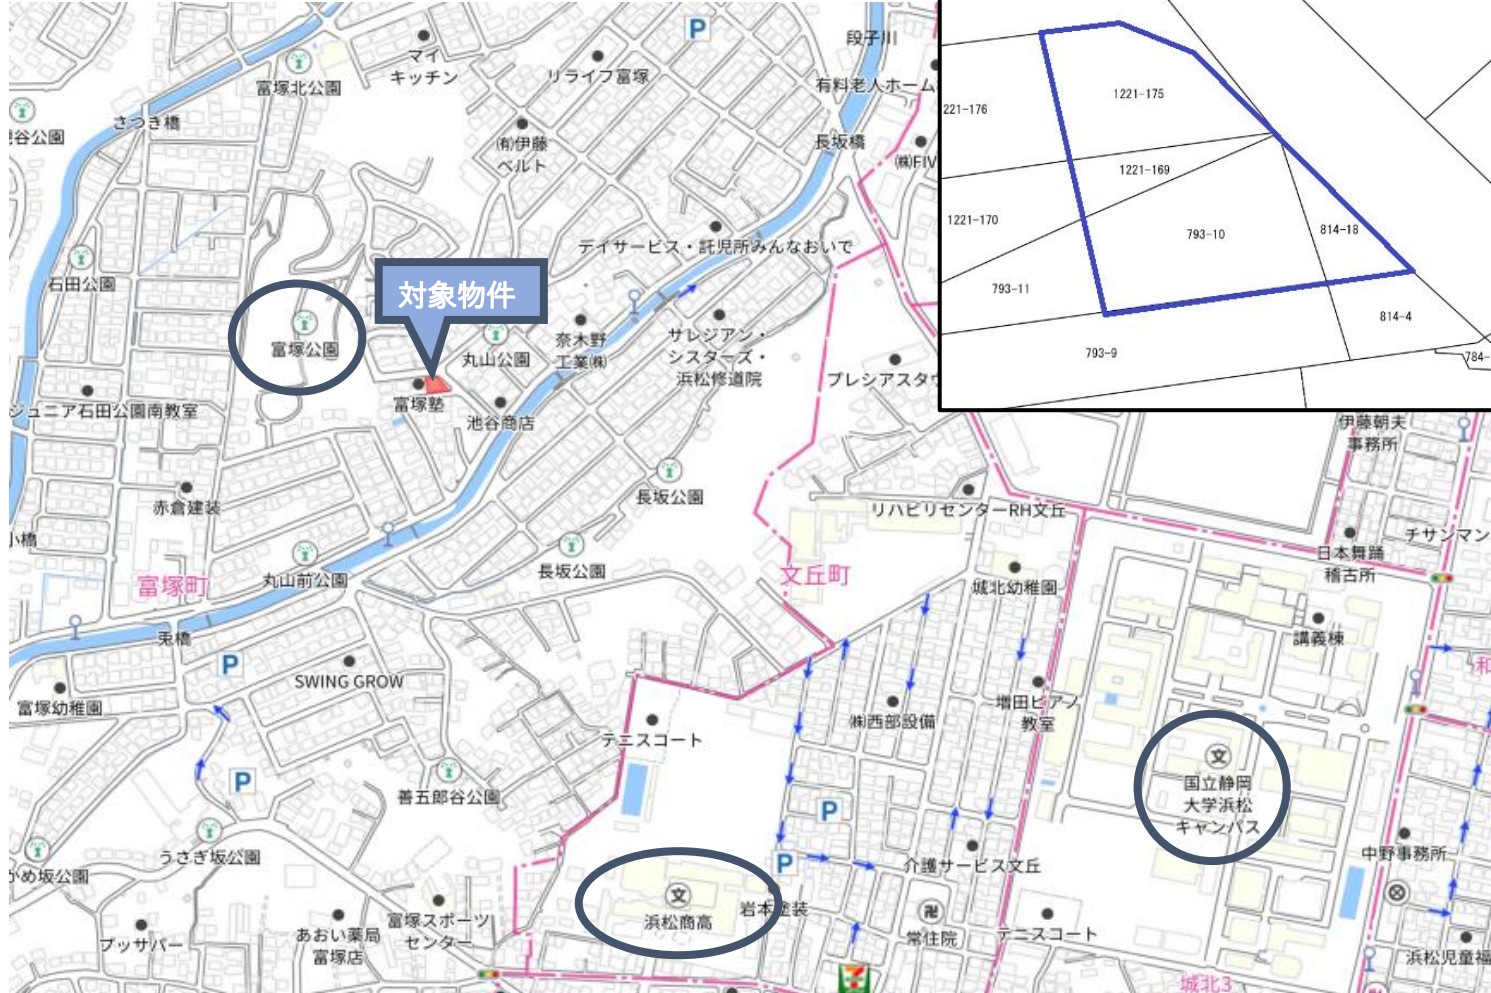 マイ
キッチン
P
リライフ富塚
段子川
有料老人ホーム
富塚北公園
さつき橋
谷公園
㈲伊藤
ベルト
長坂橋
㈱FIV
石田公園
デイサービス・託児所みんなおいで
対象物件
富塚公園
丸山公園
奈木野
工業㈱
サレジアン・
シスターズ・
浜松修道院
プレシアスタ
富塚塾
池谷商店
ジュニア石田公園南教室
1221-175
221-176
1221-169
1221-170
793-10
814-18
793-11
814-4
793-9
784-
伊藤朝夫
事務所
長坂公園
赤倉建装
リハビリセンターRH文丘
小橋
チサンマン
日本舞踊
稽古所
丸山前公園
長坂公園
富塚町
文丘町
城北幼稚園
兎橋
講義棟
P
SWING GROW
和
富塚幼稚園
㈱西部設備
増田ピアノ
教室
テニスコート
文
国立静岡
大学浜松
キャンパス
P
善五郎谷公園
P
うさぎ坂公園
P
介護サービス文丘
中野事務所
かめ坂公園
文
浜松商高
岩本塗装
富塚スポーツ
センター
あおい薬局
富塚店
ブッサバー
卍
常住院
テニスコート
浜松児童福
城北3